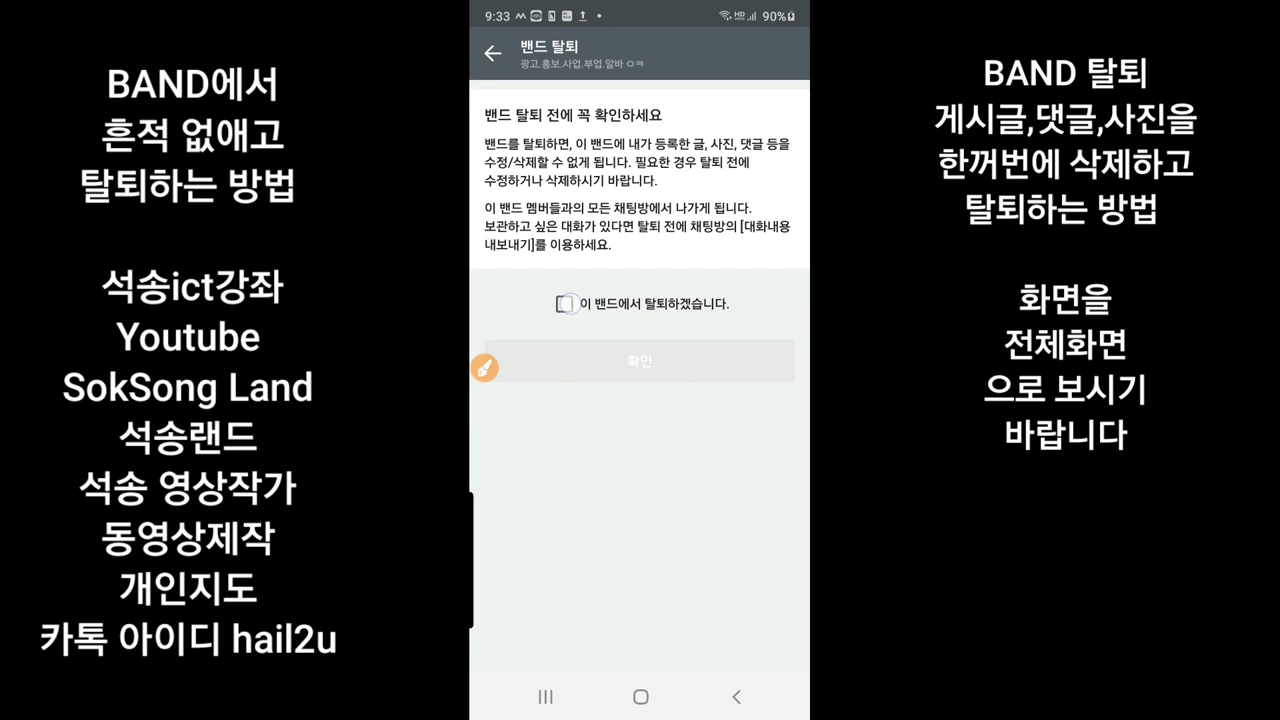 BAND에서
흔적 없애고
탈퇴하는 방법
석송ict강좌
Youtube
SokSong Land
석송랜드
석송 영상작가
동영상제작
개인지도
카톡 아이디 hail2u
9:33
HD
90%
밴드 탈퇴
광고.홍보.사업.부업.알바 ㅇㅋ
밴드 탈퇴 전에 꼭 확인하세요
밴드를 탈퇴하면, 이 밴드에 내가 등록한 글, 사진, 댓글 등을
수정/삭제할 수 없게 됩니다. 필요한 경우 탈퇴 전에
수정하거나 삭제하시기 바랍니다.
이 밴드 멤버들과의 모든 채팅방에서 나가게 됩니다.
보관하고 싶은 대화가 있다면 탈퇴 전에 채팅방의 [대화내용
내보내기]를 이용하세요.
이 밴드에서 탈퇴하겠습니다.
확인
BAND 탈퇴
게시글,댓글,사진을
한꺼번에 삭제하고
탈퇴하는 방법
화면을
전체화면
으로 보시기
바랍니다